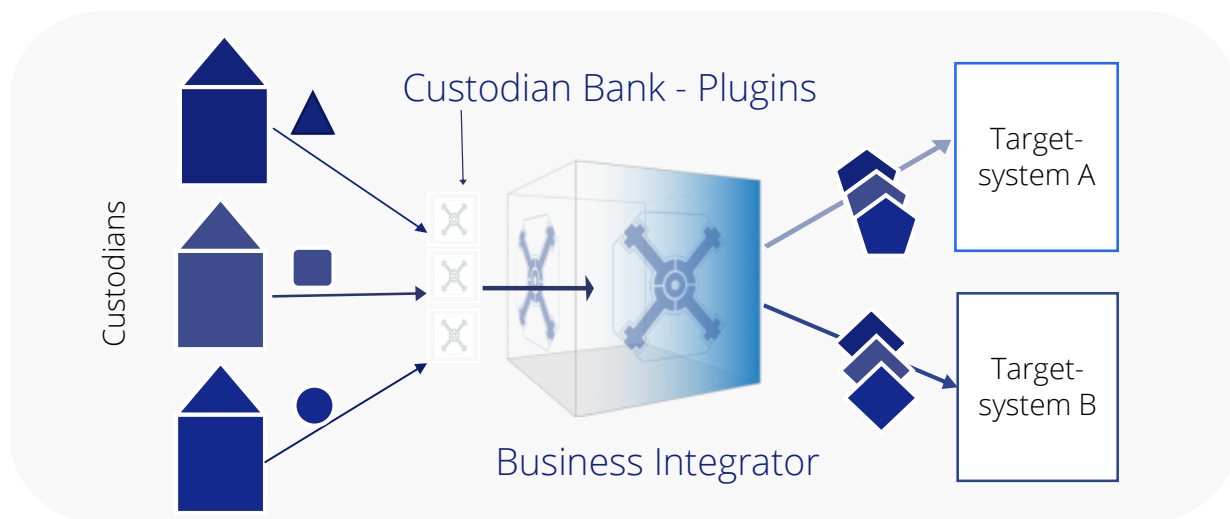 Custodian Bank - Plugins
Custodians
Target-
system A
Target-
system B
Business Integrator